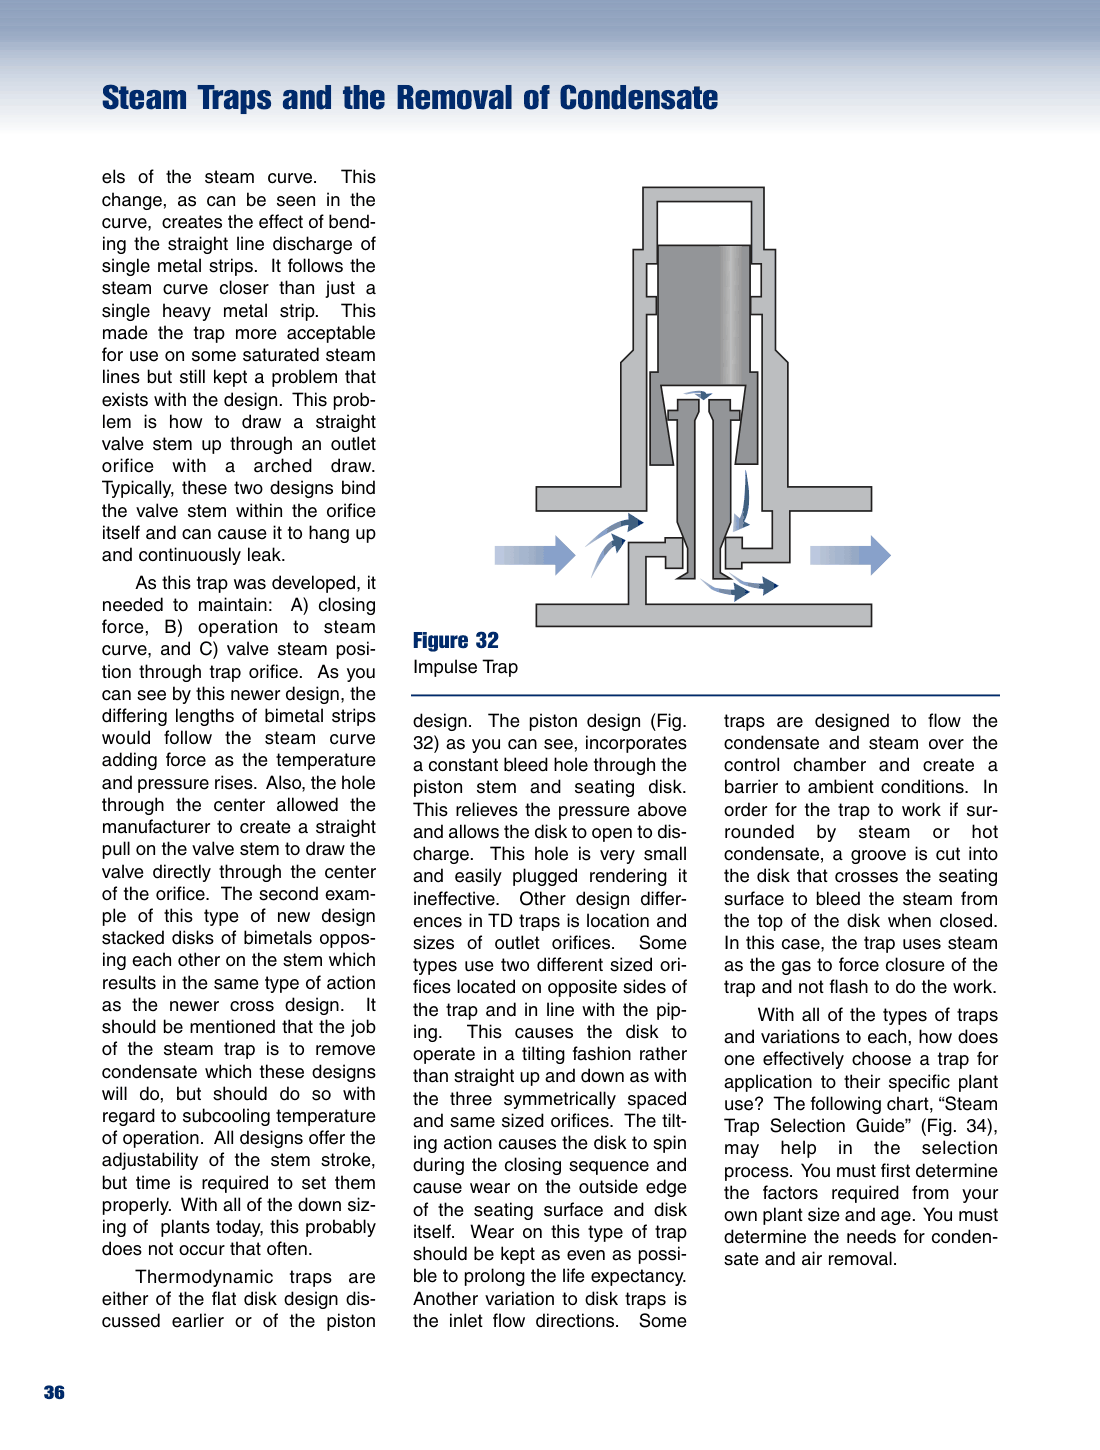 Steam Traps and the Removal of Condensate
els of the steam curve. This
change, as can be seen in the
curve, creates the effect of bend-
ing the straight line discharge of
single metal strips. It follows the
steam curve closer than just a
single heavy metal strip. This
made the trap more acceptable
for use on some saturated steam
lines but still kept a problem that
exists with the design. This prob-
lem is how to draw a straight
valve stem up through an outlet
orifice with a arched draw.
Typically, these two designs bind
the valve stem within the orifice
itself and can cause it to hang up
and continuously leak.
As this trap was developed, it
needed to maintain: A) closing
force, B) operation to steam
curve, and C) valve steam posi-
tion through trap orifice. As you
can see by this newer design, the
differing lengths of bimetal strips
would follow the steam curve
adding force as the temperature
and pressure rises. Also, the hole
through the center allowed the
manufacturer to create a straight
pull on the valve stem to draw the
valve directly through the center
of the orifice. The second exam-
ple of this type of new design
stacked disks of bimetals oppos-
ing each other on the stem which
results in the same type of action
as the newer cross design. It
should be mentioned that the job
of the steam trap is to remove
condensate which these designs
will do, but should do so with
regard to subcooling temperature
of operation. All designs offer the
adjustability of the stem stroke,
but time is required to set them
properly. With all of the down siz-
ing of plants today, this probably
does not occur that often.
Thermodynamic traps are
either of the flat disk design dis-
cussed earlier or of the piston
Figure 32
Impulse Trap
design. The piston design (Fig.
32) as you can see, incorporates
a constant bleed hole through the
piston stem and seating disk.
This relieves the pressure above
and allows the disk to open to dis-
charge. This hole is very small
and easily plugged rendering it
ineffective. Other design differ-
ences in TD traps is location and
sizes of outlet orifices. Some
types use two different sized ori-
fices located on opposite sides of
the trap and in line with the pip-
ing. This causes the disk to
operate in a tilting fashion rather
than straight up and down as with
the three symmetrically spaced
and same sized orifices. The tilt-
ing action causes the disk to spin
during the closing sequence and
cause wear on the outside edge
of the seating surface and disk
itself. Wear on this type of trap
should be kept as even as possi-
ble to prolong the life expectancy.
Another variation to disk traps is
the inlet flow directions. Some
traps are designed to flow the
condensate and steam over the
control chamber and create a
barrier to ambient conditions. In
order for the trap to work if sur-
rounded by steam or hot
condensate, a groove is cut into
the disk that crosses the seating
surface to bleed the steam from
the top of the disk when closed.
In this case, the trap uses steam
as the gas to force closure of the
trap and not flash to do the work.
With all of the types of traps
and variations to each, how does
one effectively choose a trap for
application to their specific plant
use? The following chart, “Steam
Trap Selection Guide” (Fig. 34),
may help in the selection
process. You must first determine
the factors required from your
own plant size and age. You must
determine the needs for conden-
sate and air removal.
36